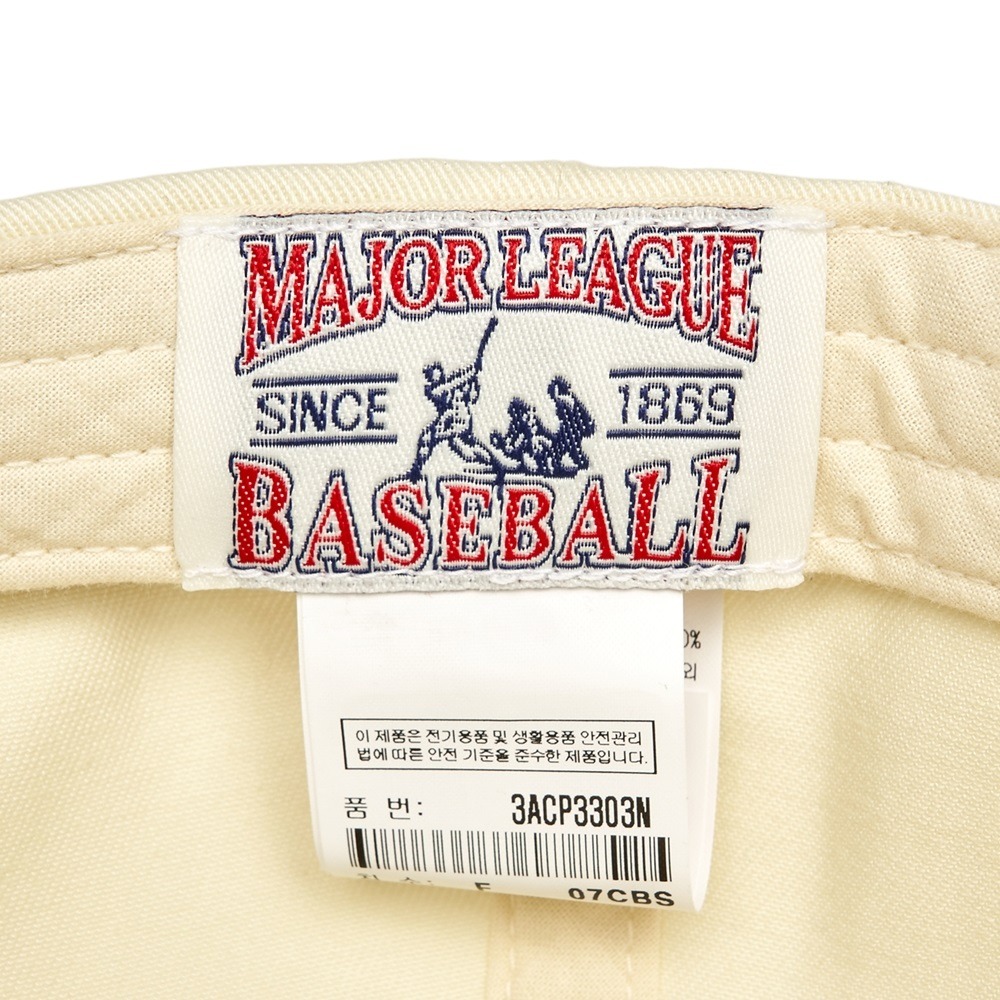 MAJOR LEAGUE
SINCE 1869
BASEBALL
0%
외
이 제품은 전기용품 및 생활용품 안전관리
법에 따른 안전 기준을 준수한 제품입니다.
품 번: 3ACP3303N
F 07CBS